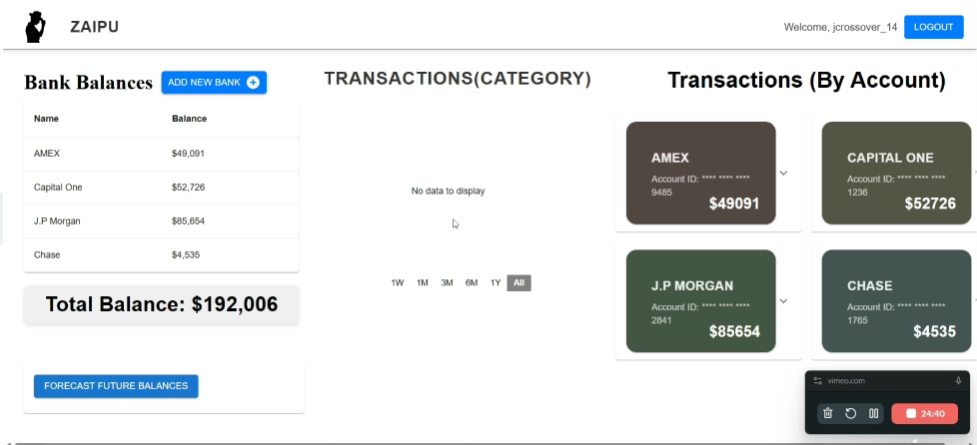 ZAIPU
Welcome, jcrossover_14
LOGOUT
Bank Balances
ADD NEW BANK
Name Balance
AMEX $49,091
Capital One $52,726
J.P Morgan $85,654
Chase $4,535
Total Balance: $192,006
FORECAST FUTURE BALANCES
TRANSACTIONS(CATEGORY)
No data to display
1W 1M 3M 6M 1Y All
Transactions (By Account)
AMEX
Account ID: **** **** ****
9485
$49091
CAPITAL ONE
Account ID: **** **** ****
1236
$52726
J.P MORGAN
Account ID: **** **** ****
2841
$85654
CHASE
Account ID: **** **** ****
1765
$4535
vimeo.com
24:40